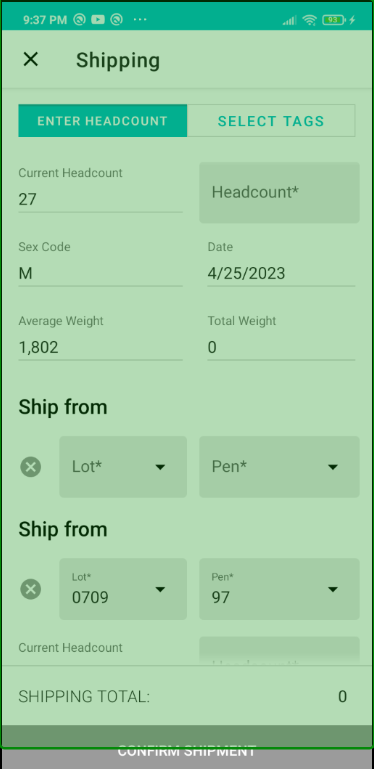 9:37 PM ... 93
Shipping
ENTER HEADCOUNT SELECT TAGS
Current Headcount
27
Headcount*
Sex Code Date
M 4/25/2023
Average Weight Total Weight
1,802 0
Ship from
Lot* Pen*
Ship from
Lot* Pen*
0709 97
Current Headcount
SHIPPING TOTAL: 0
CONFIRM SHIPMENT